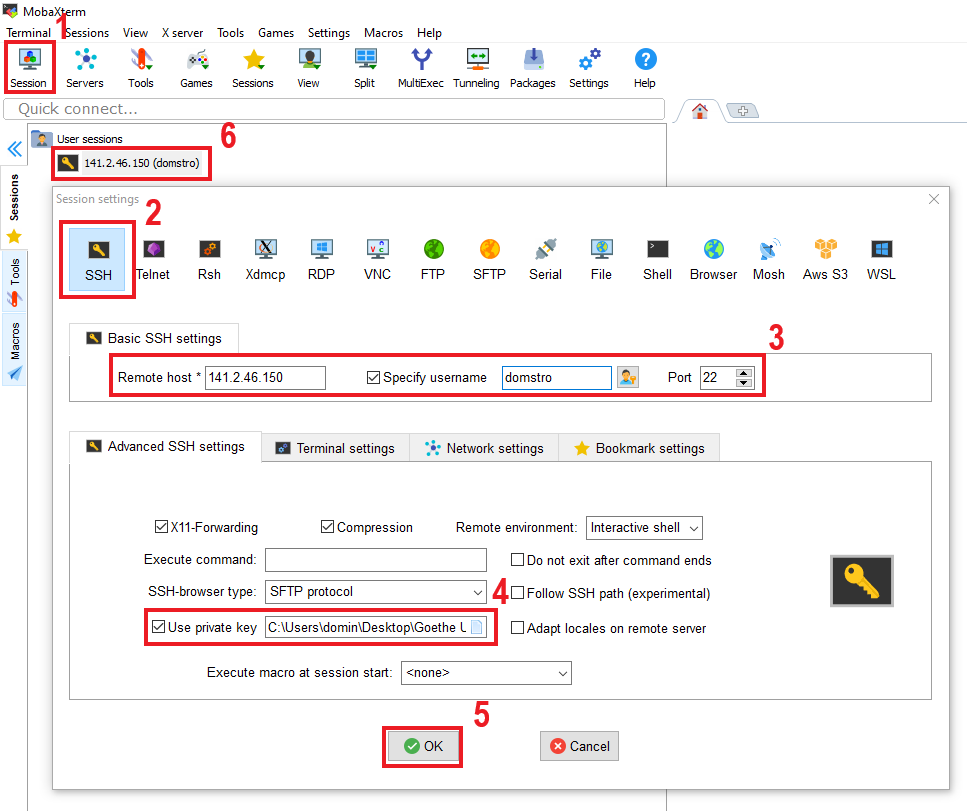 MobaXterm
1
Terminal Sessions View X server Tools Games Settings Macros Help
Session Servers Tools Games Sessions View Split MultiExec Tunneling Packages Settings Help
Quick connect...
User sessions
6
141.2.46.150 (domstro)
Sessions
Tools
Macros
Session settings
2
SSH Telnet Rsh Xdmcp RDP VNC FTP SFTP Serial File Shell Browser Mosh Aws S3 WSL
Basic SSH settings
3
Remote host * 141.2.46.150 Specify username domstro Port 22
Advanced SSH settings Terminal settings Network settings Bookmark settings
X11-Forwarding Compression Remote environment: Interactive shell
Execute command: Do not exit after command ends
SSH-browser type: SFTP protocol 4 Follow SSH path (experimental)
Use private key C:\Users\domin\Desktop\Goethe U Adapt locales on remote server
Execute macro at session start: <none>
5
OK Cancel